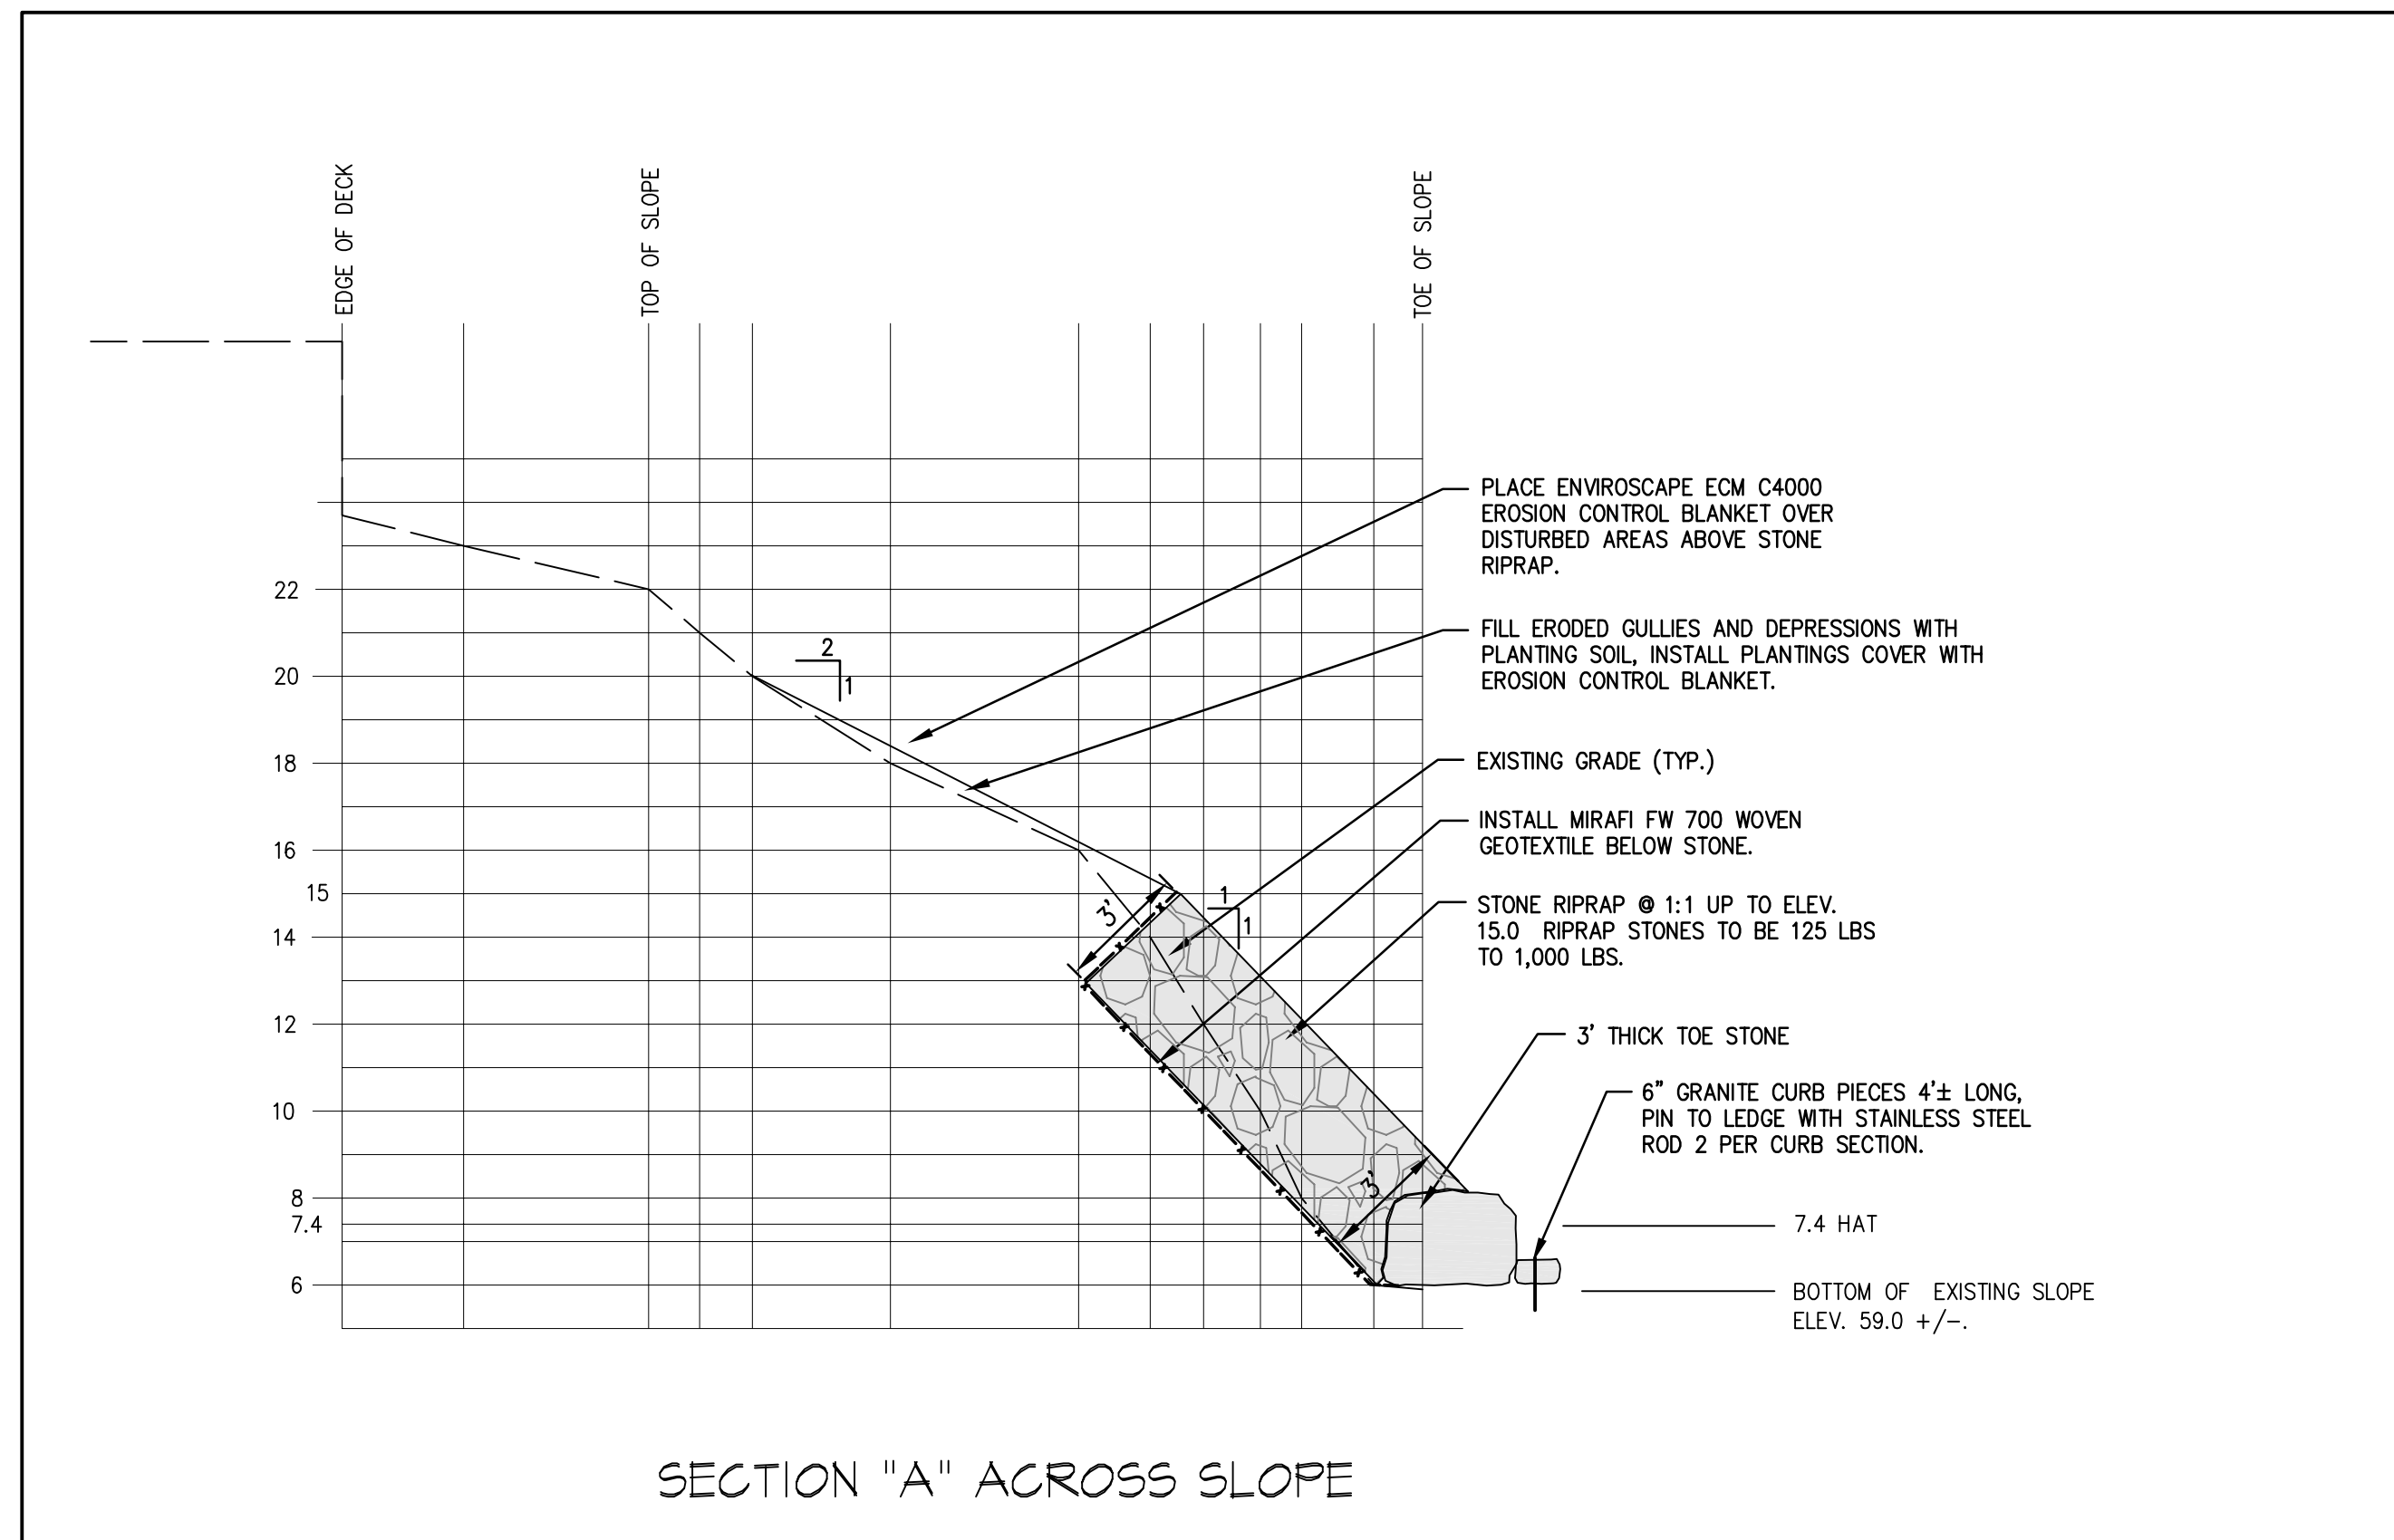 EDGE OF DECK
TOP OF SLOPE
TOE OF SLOPE
PLACE ENVIROSCAPE ECM C4000
EROSION CONTROL BLANKET OVER
DISTURBED AREAS ABOVE STONE
RIPRAP.
22
FILL ERODED GULLIES AND DEPRESSIONS WITH
PLANTING SOIL, INSTALL PLANTINGS COVER WITH
EROSION CONTROL BLANKET.
2
1
20
18
EXISTING GRADE (TYP.)
INSTALL MIRAFI FW 700 WOVEN
GEOTEXTILE BELOW STONE.
16
15
3'
1
1
STONE RIPRAP @ 1:1 UP TO ELEV.
15.0 RIPRAP STONES TO BE 125 LBS
TO 1,000 LBS.
14
12
3' THICK TOE STONE
10
6" GRANITE CURB PIECES 4'± LONG,
PIN TO LEDGE WITH STAINLESS STEEL
ROD 2 PER CURB SECTION.
3'
8
7.4
7.4 HAT
6
BOTTOM OF EXISTING SLOPE
ELEV. 59.0 +/-.
SECTION "A" ACROSS SLOPE